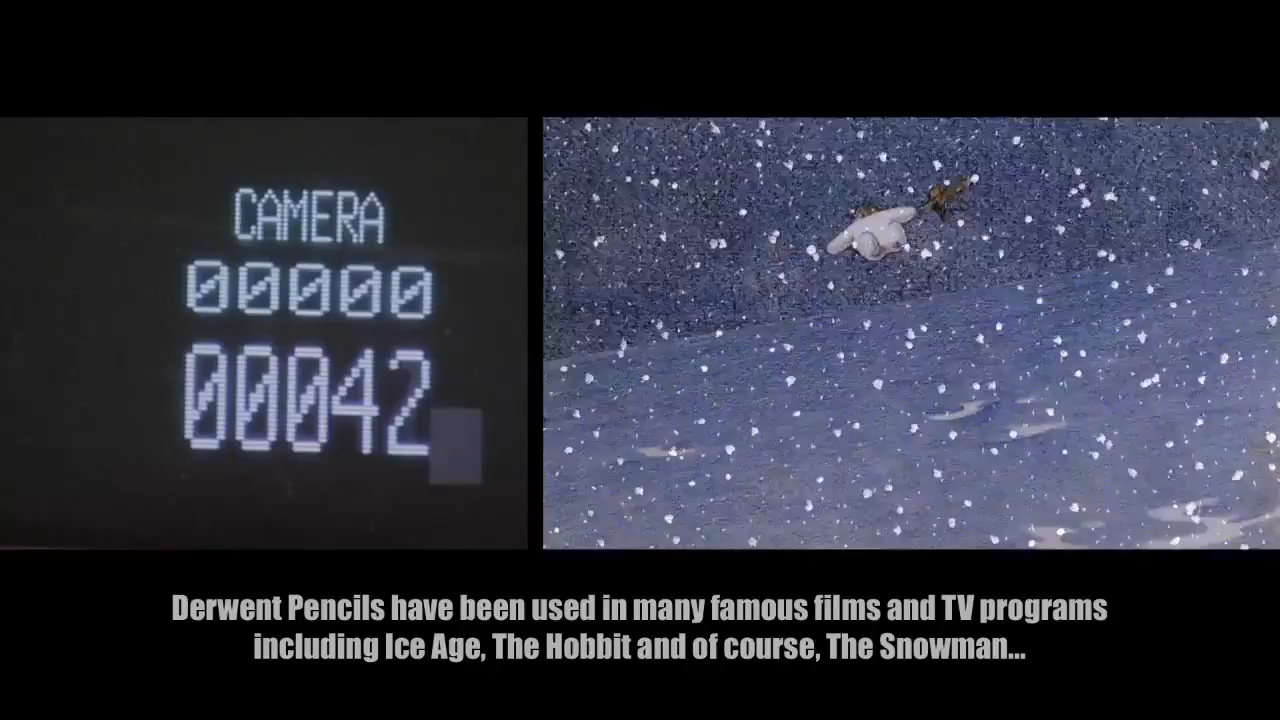 CAMERA
00000
00042
Derwent Pencils have been used in many famous films and TV programs
including Ice Age, The Hobbit and of course, The Snowman...